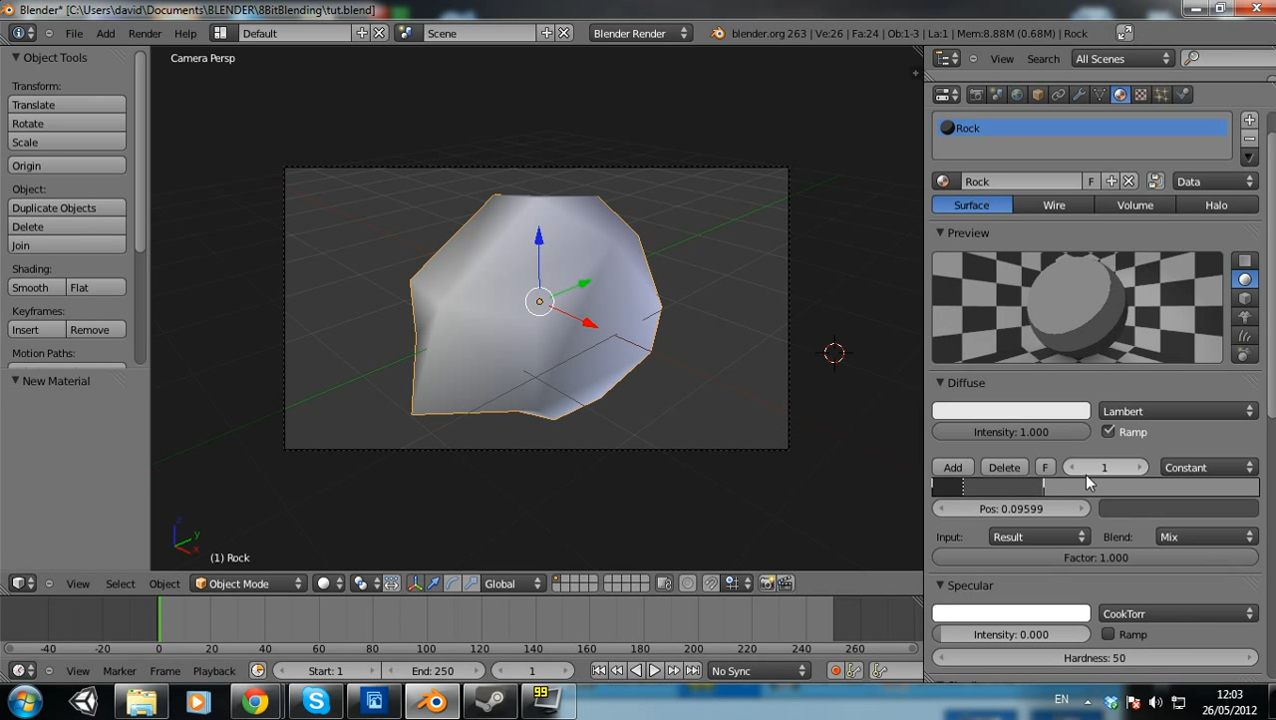 Blender* [C:\Users\david\Documents\BLENDER\8BitBlending\tut.blend]
File Add Render Help Default Scene Blender Render blender.org 263 | Ve:26 | Fa:24 | Ob:1-3 | La:1 | Mem:8.88M (0.68M) | Rock
Object Tools
Transform:
Translate
Rotate
Scale
Origin
Object:
Duplicate Objects
Delete
Join
Shading:
Smooth Flat
Keyframes:
Insert Remove
Motion Paths:
New Material
Camera Persp
(1) Rock
z
y
x
View Select Object Object Mode Global
View Search All Scenes
Rock
Rock F Data
Surface Wire Volume Halo
Preview
Diffuse
Lambert
Intensity: 1.000 Ramp
Add Delete F 1 Constant
Pos: 0.09599
Input: Result Blend: Mix
Factor: 1.000
Specular
CookTorr
Intensity: 0.000 Ramp
Hardness: 50
-40 -20 0 20 40 60 80 100 120 140 160 180 200 220 240 260
View Marker Frame Playback Start: 1 End: 250 1 No Sync
99
EN
12:03
26/05/2012